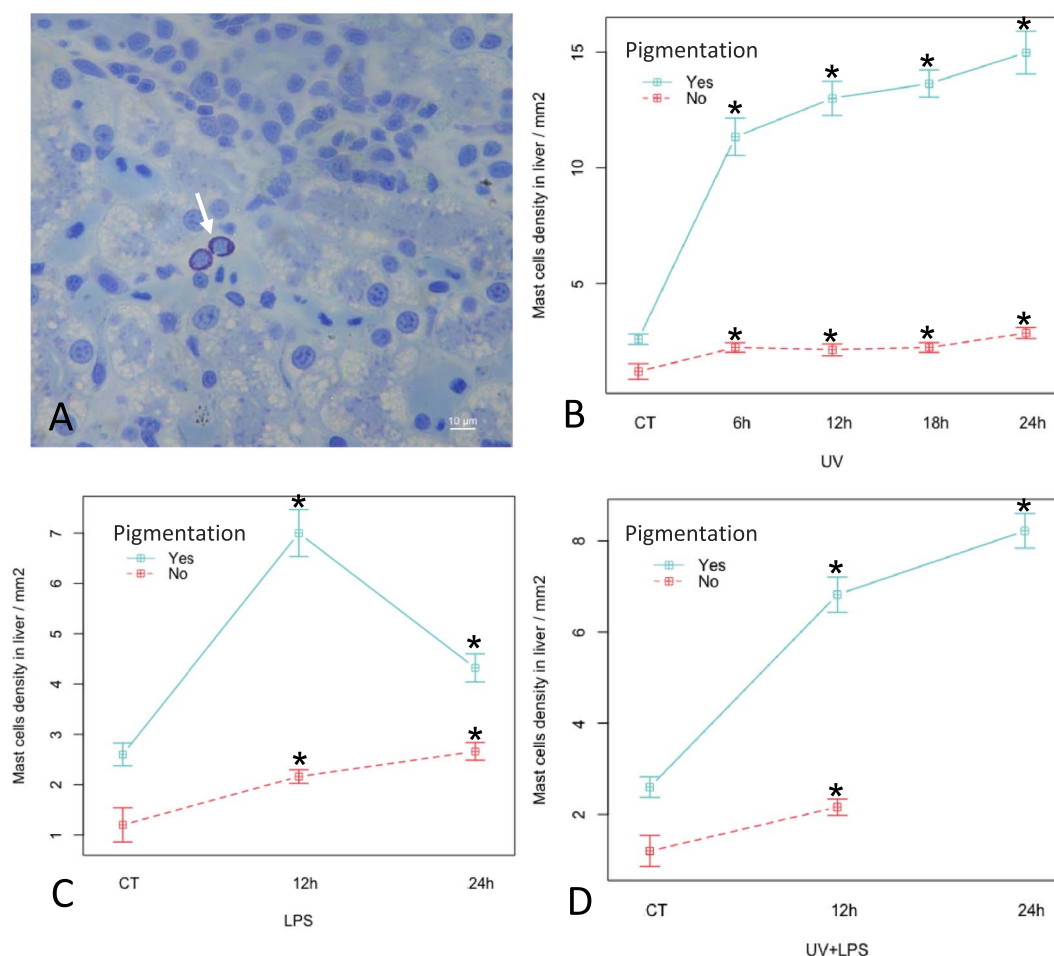 A
10 µm
Mast cells density in liver / mm2
15
10
5
Pigmentation
Yes
No
*
*
*
*
*
*
*
*
CT
6h
12h
18h
24h
UV
B
Mast cells density in liver / mm2
7
6
5
4
3
2
1
Pigmentation
Yes
No
*
*
*
*
CT
12h
24h
LPS
C
Mast cells density in liver / mm2
8
6
4
2
Pigmentation
Yes
No
*
*
*
CT
12h
24h
UV+LPS
D